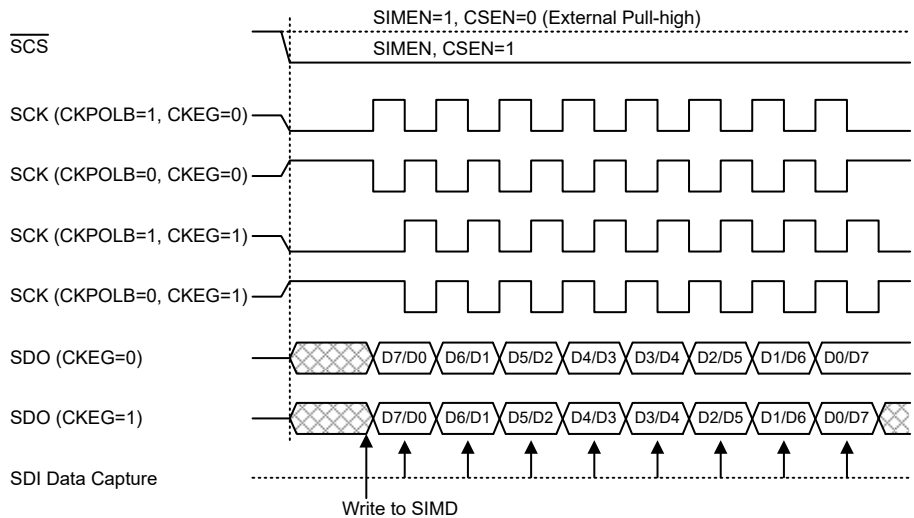 SIMEN=1, CSEN=0 (External Pull-high)
SCS
SIMEN, CSEN=1
SCK (CKPOLB=1, CKEG=0)
SCK (CKPOLB=0, CKEG=0)
SCK (CKPOLB=1, CKEG=1)
SCK (CKPOLB=0, CKEG=1)
SDO (CKEG=0) D7/D0 D6/D1 D5/D2 D4/D3 D3/D4 D2/D5 D1/D6 D0/D7
SDO (CKEG=1) D7/D0 D6/D1 D5/D2 D4/D3 D3/D4 D2/D5 D1/D6 D0/D7
SDI Data Capture
Write to SIMD